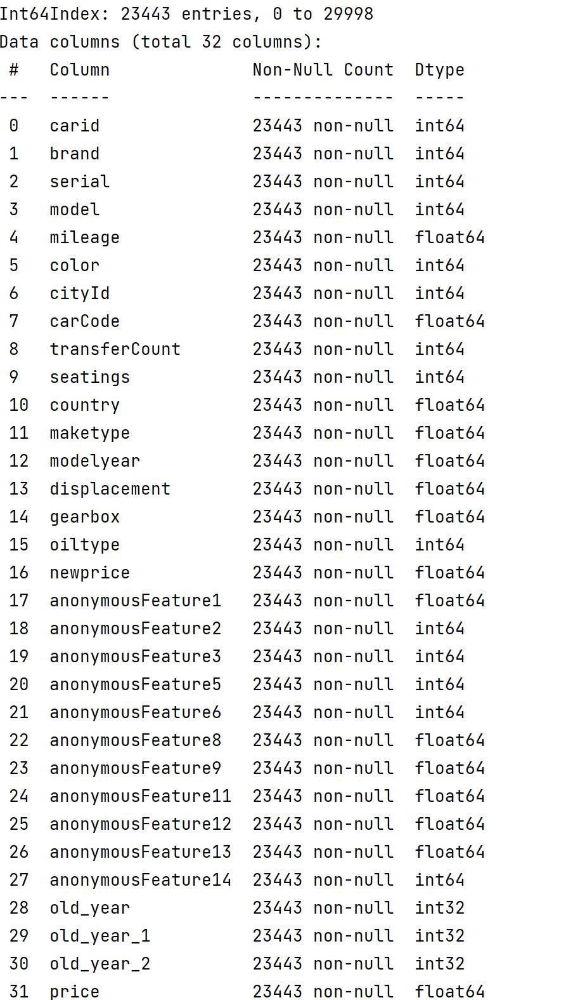 Int64Index: 23443 entries, 0 to 29998
Data columns (total 32 columns):
 #   Column              Non-Null Count  Dtype
---  ------              --------------  -----
 0   carid               23443 non-null  int64
 1   brand               23443 non-null  int64
 2   serial              23443 non-null  int64
 3   model               23443 non-null  int64
 4   mileage             23443 non-null  float64
 5   color               23443 non-null  int64
 6   cityId              23443 non-null  int64
 7   carCode             23443 non-null  float64
 8   transferCount       23443 non-null  int64
 9   seatings            23443 non-null  int64
 10  country             23443 non-null  float64
 11  maketype            23443 non-null  float64
 12  modelyear           23443 non-null  float64
 13  displacement        23443 non-null  float64
 14  gearbox             23443 non-null  float64
 15  oiltype             23443 non-null  int64
 16  newprice            23443 non-null  float64
 17  anonymousFeature1   23443 non-null  float64
 18  anonymousFeature2   23443 non-null  int64
 19  anonymousFeature3   23443 non-null  int64
 20  anonymousFeature5   23443 non-null  int64
 21  anonymousFeature6   23443 non-null  int64
 22  anonymousFeature8   23443 non-null  float64
 23  anonymousFeature9   23443 non-null  float64
 24  anonymousFeature11  23443 non-null  float64
 25  anonymousFeature12  23443 non-null  float64
 26  anonymousFeature13  23443 non-null  float64
 27  anonymousFeature14  23443 non-null  int64
 28  old_year            23443 non-null  int32
 29  old_year_1          23443 non-null  int32
 30  old_year_2          23443 non-null  int32
 31  price               23443 non-null  float64